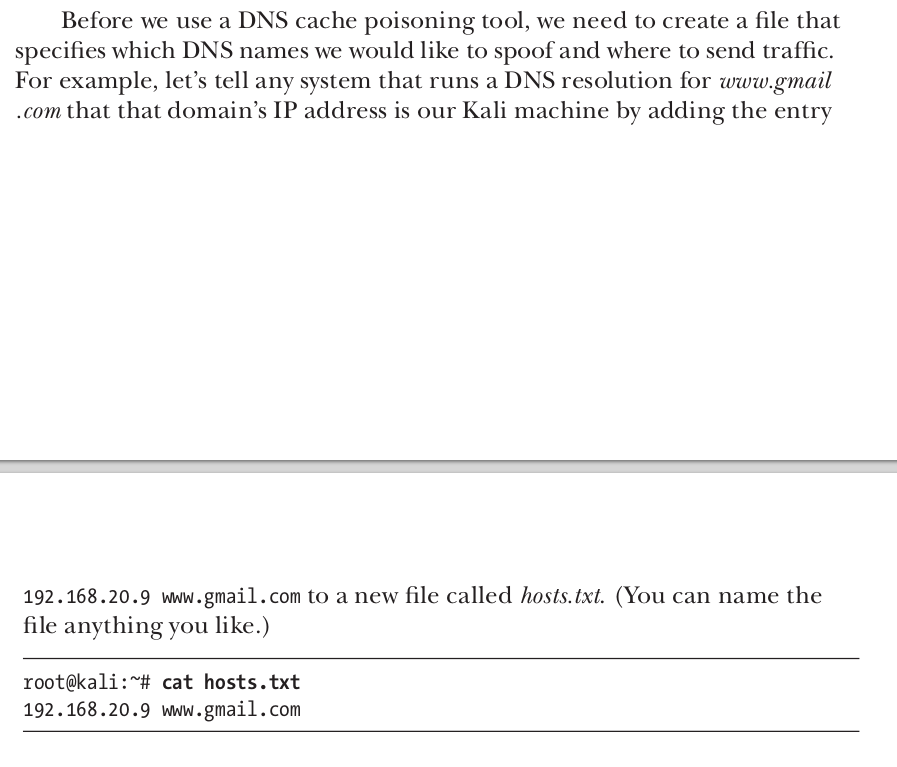 Before we use a DNS cache poisoning tool, we need to create a file that
specifies which DNS names we would like to spoof and where to send traffic.
For example, let’s tell any system that runs a DNS resolution for www.gmail
.com that that domain’s IP address is our Kali machine by adding the entry
192.168.20.9 www.gmail.com to a new file called hosts.txt. (You can name the
file anything you like.)
root@kali:~# cat hosts.txt
192.168.20.9 www.gmail.com